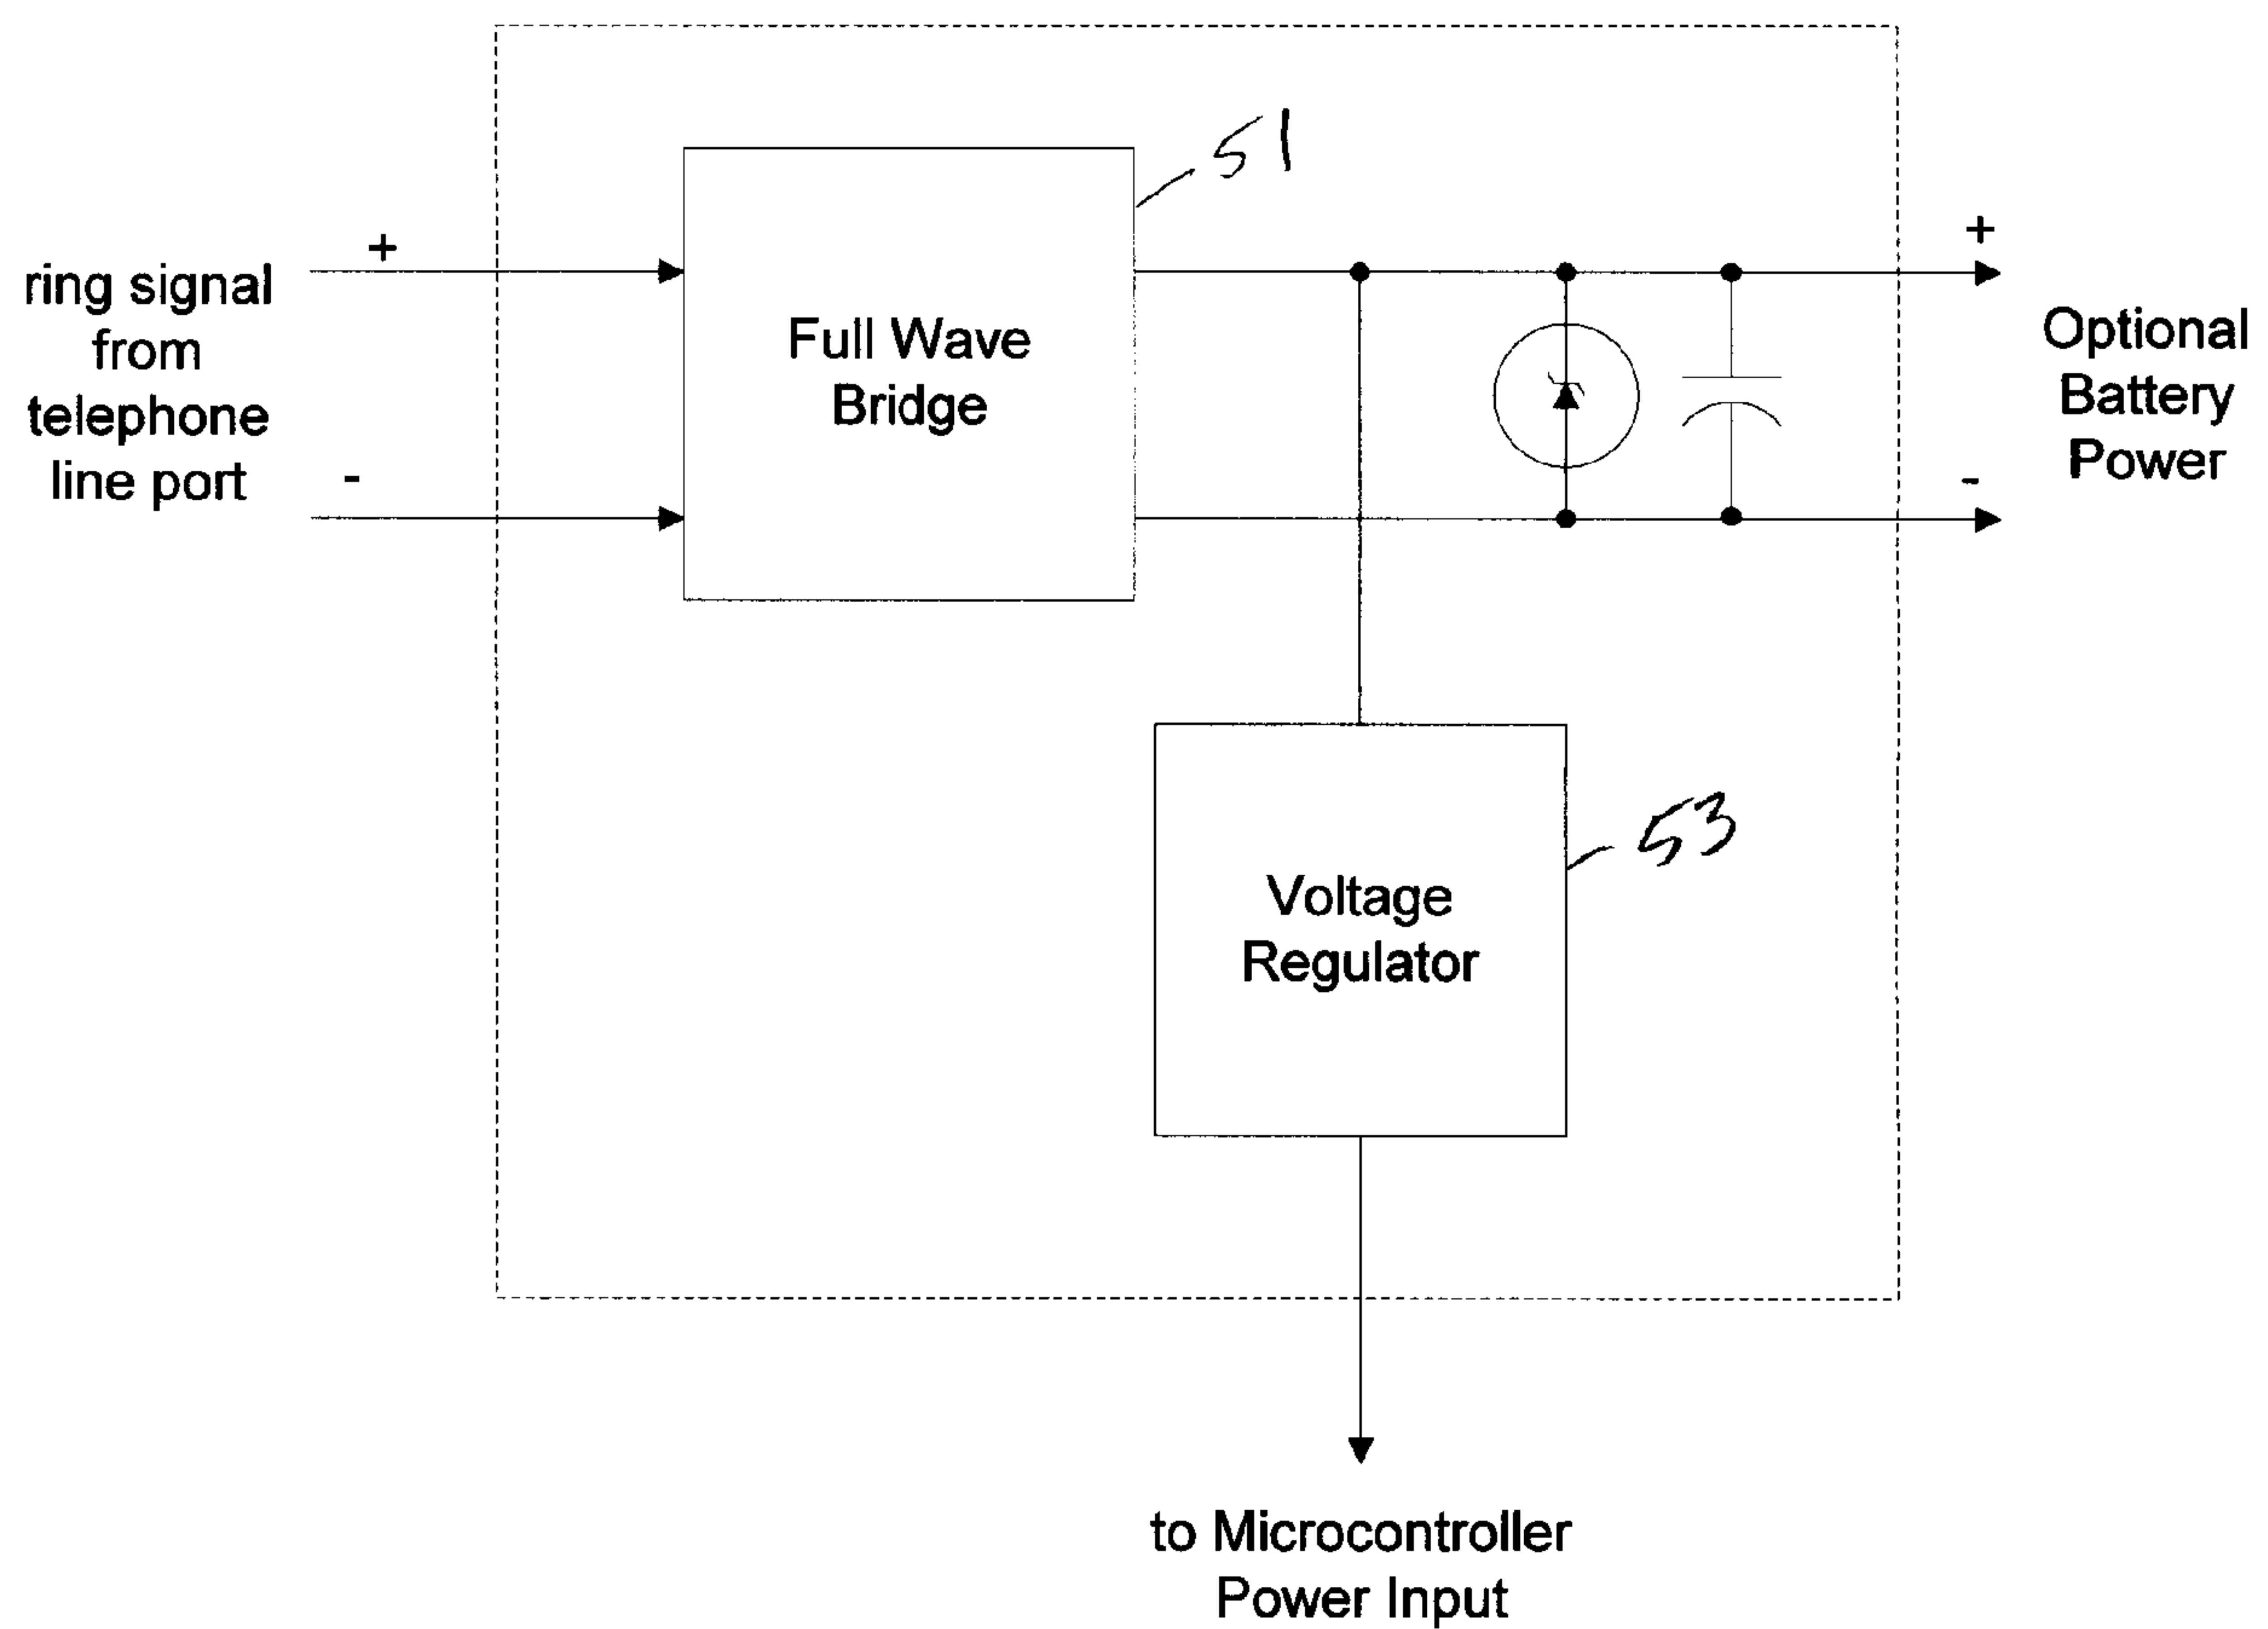 51
+
ring signal
from
telephone
line port
-
Full Wave
Bridge
+
Optional
Battery
Power
-
53
Voltage
Regulator
to Microcontroller
Power Input